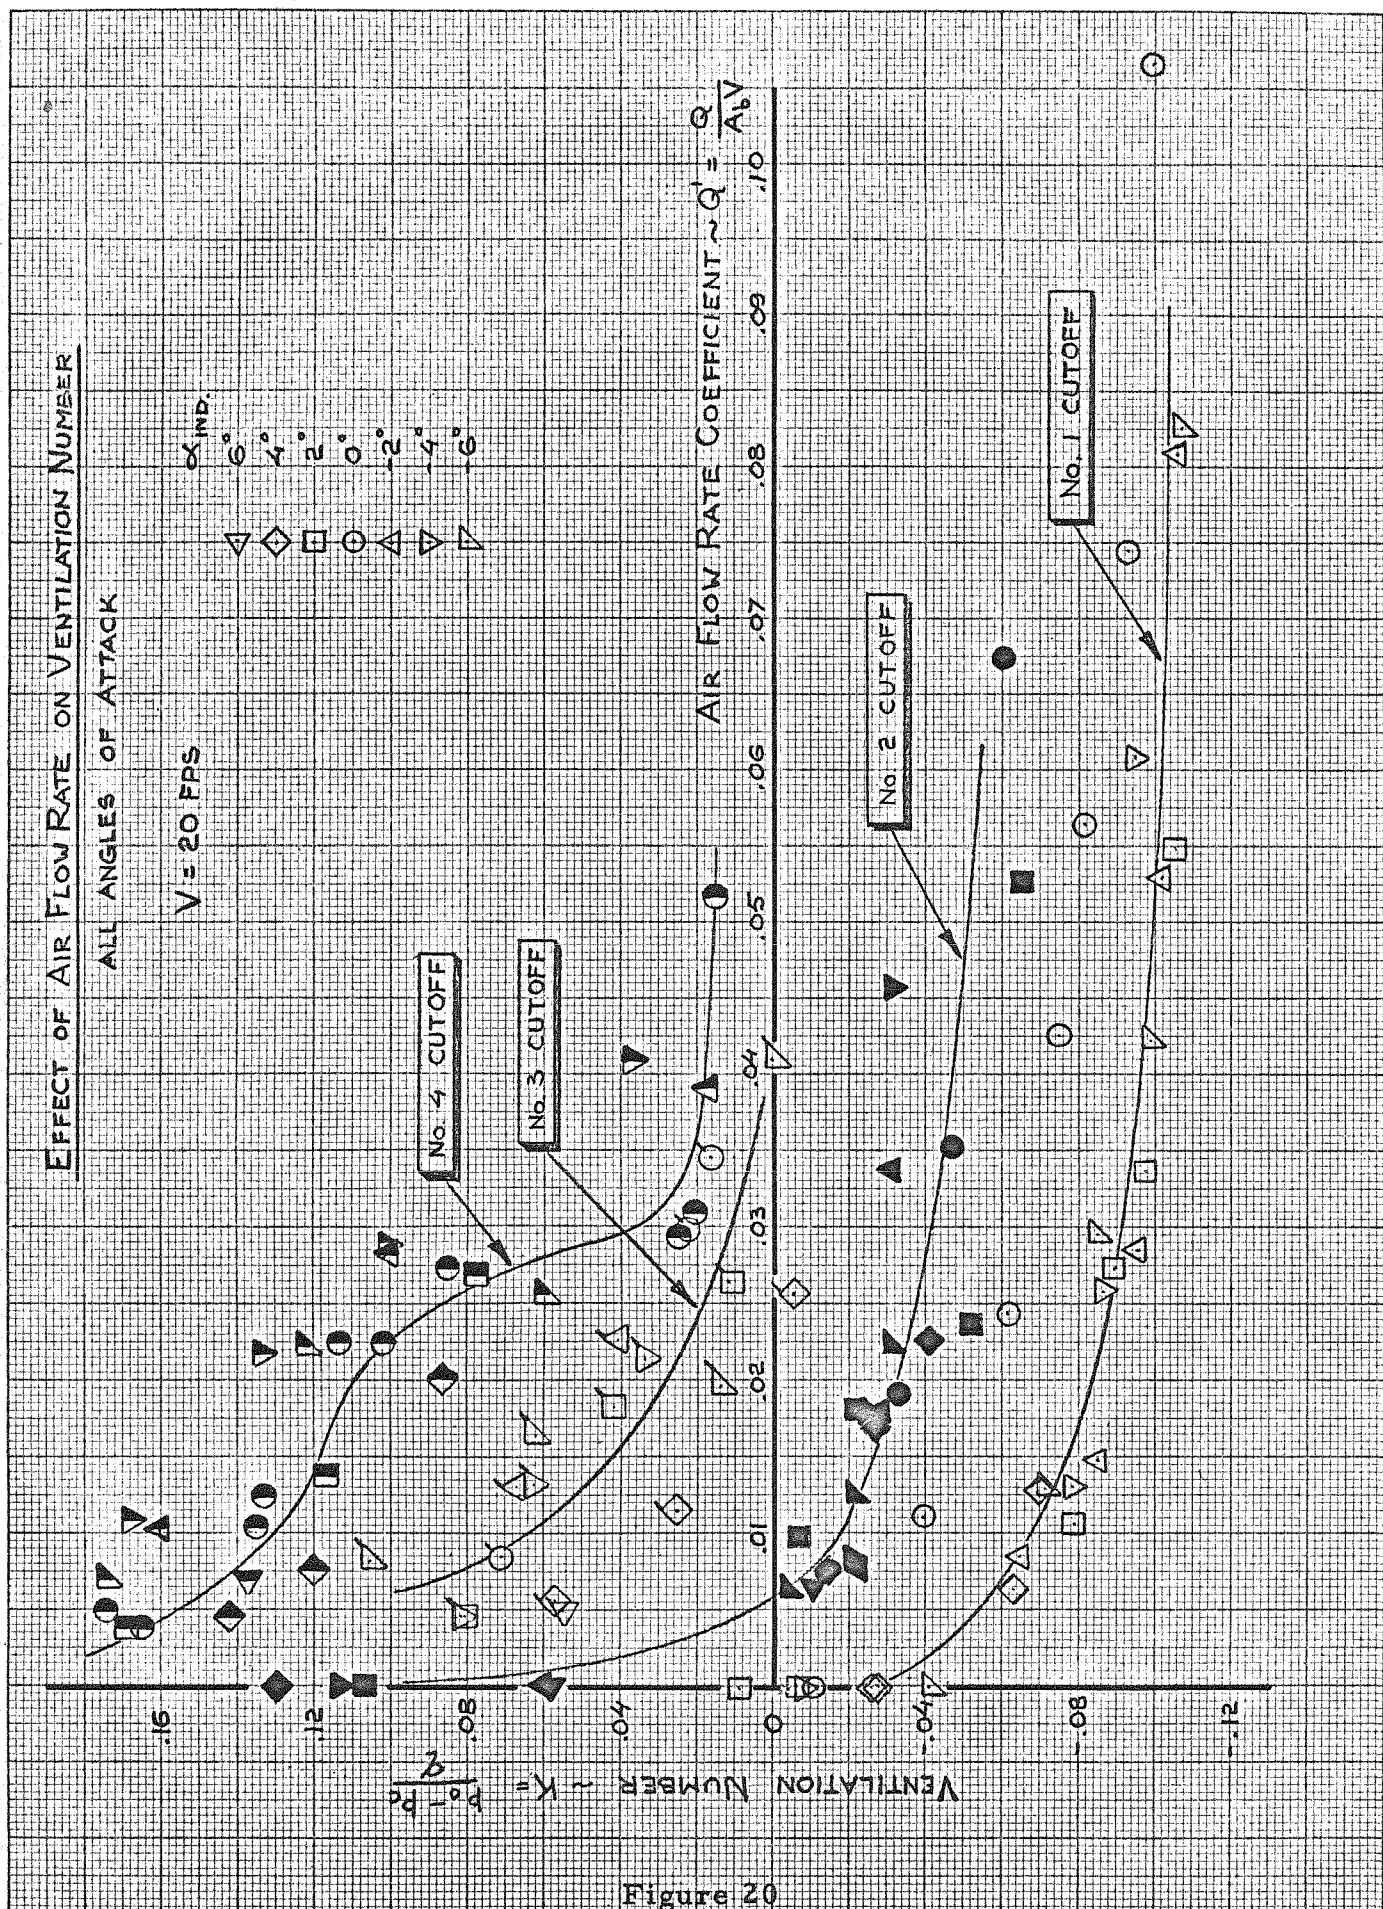 EFFECT OF AIR FLOW RATE ON VENTILATION NUMBER
ALL ANGLES OF ATTACK
V = 20 FPS
α IND.
6°
4°
2°
0°
-2°
-4°
-6°
No. 4 CUTOFF
No. 3 CUTOFF
No. 2 CUTOFF
No. 1 CUTOFF
AIR FLOW RATE COEFFICIENT ~ Q' = Q / AbV
.01
.02
.03
.04
.05
.06
.07
.08
.09
.10
VENTILATION NUMBER ~ K = po-pc / q
.16
.12
.08
.04
0
-.04
-.08
-.12
Figure 20